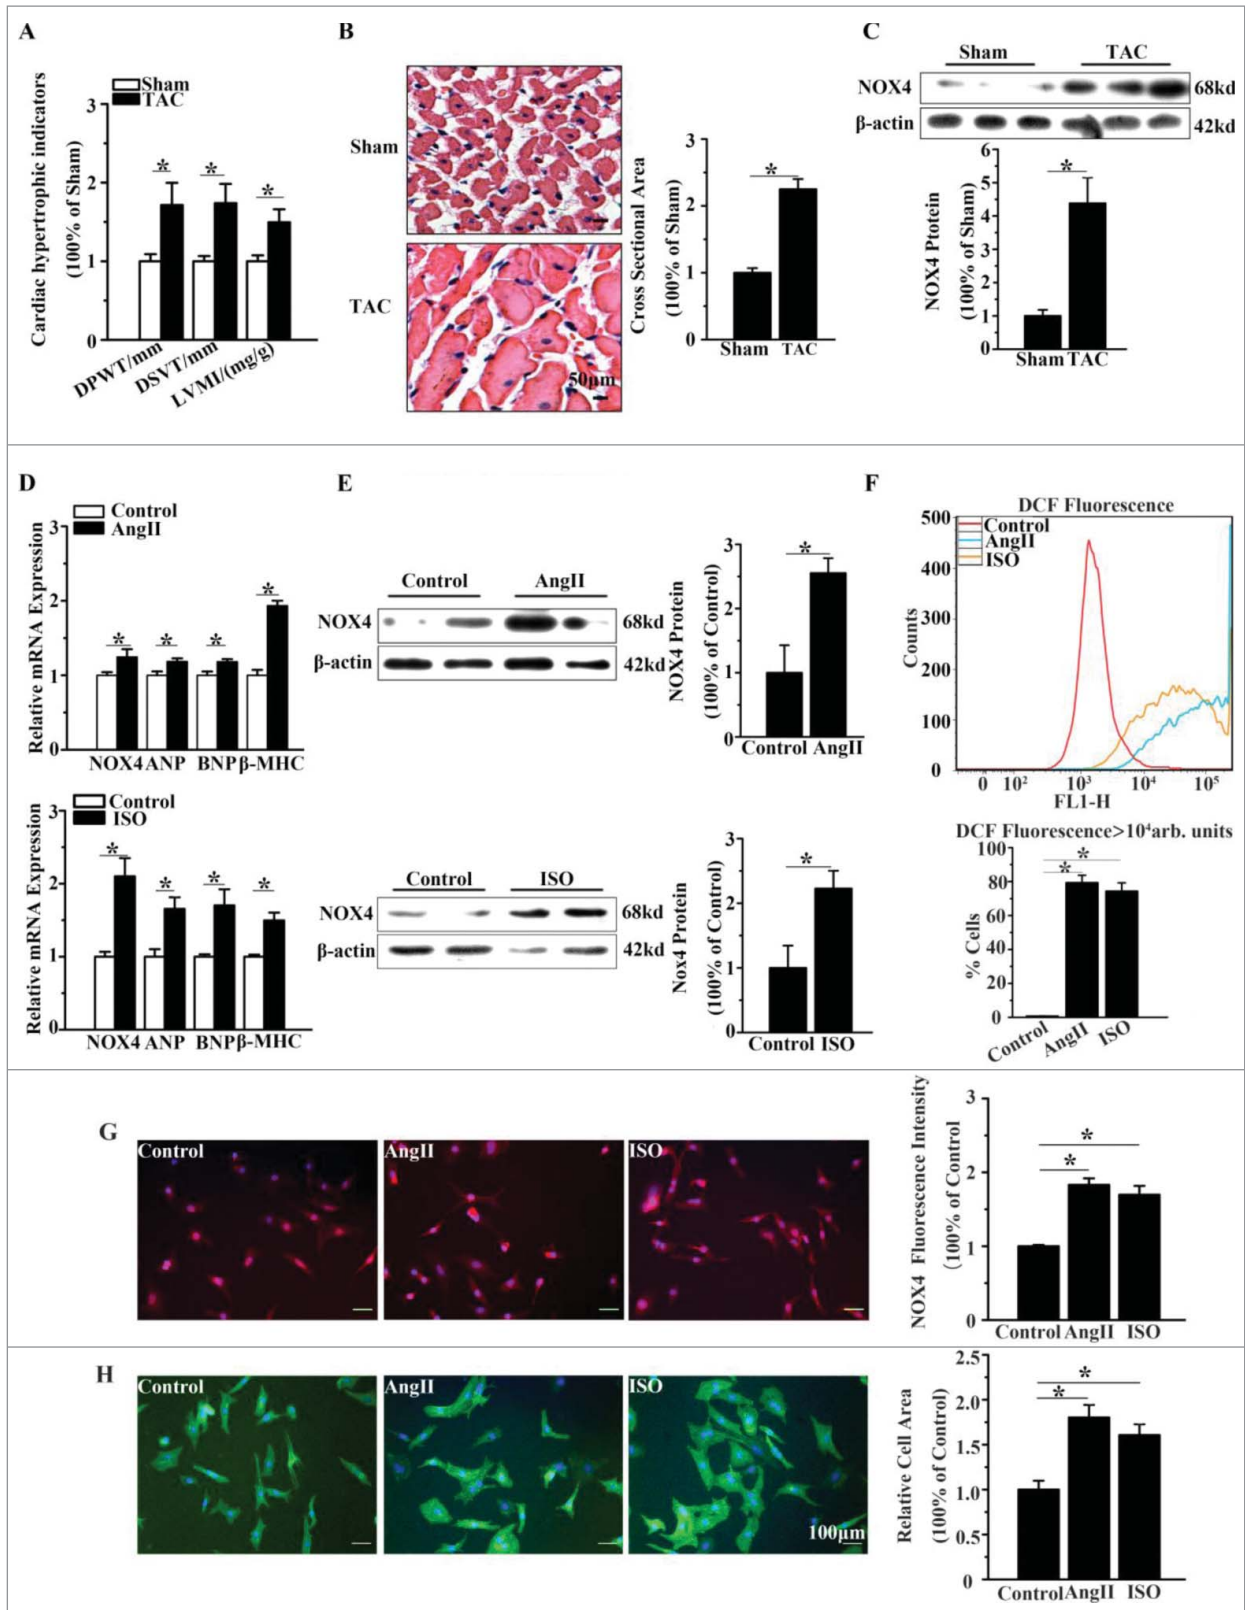 A
Sham
TAC
Cardiac hypertrophic indicators
(100% of Sham)
3
2
1
0
*
*
*
DPWT/mm
DSVT/mm
LVMI/(mg/g)
B
Sham
TAC
50μm
Cross Sectional Area
(100% of Sham)
3
2
1
0
*
Sham TAC
C
Sham TAC
NOX4 68kd
β-actin 42kd
NOX4 Ptotein
(100% of Sham)
6
5
4
3
2
1
0
*
Sham TAC
D
Control
AngII
Relative mRNA Expression
3
2
1
0
* * * *
NOX4 ANP BNP β-MHC
Control
ISO
Relative mRNA Expression
3
2
1
0
* * * *
NOX4 ANP BNP β-MHC
E
Control AngII
NOX4 68kd
β-actin 42kd
NOX4 Protein
(100% of Control)
3
2
1
0
*
Control AngII
Control ISO
NOX4 68kd
β-actin 42kd
Nox4 Protein
(100% of Control)
3
2
1
0
*
Control ISO
F
DCF Fluorescence
Control
AngII
ISO
Counts
500
400
300
200
100
0
0 10² 10³ 10⁴ 10⁵
FL1-H
DCF Fluorescence>10⁴arb. units
% Cells
100
80
60
40
20
0
*
*
Control
AngII
ISO
G
Control AngII ISO
NOX4 Fluorescence Intensity
(100% of Control
3
2
1
0
*
*
Control AngII ISO
H
Control AngII ISO
100μm
Relative Cell Area
(100% of Control)
2.5
2.0
1.5
1.0
0.5
0
*
*
Control AngII ISO